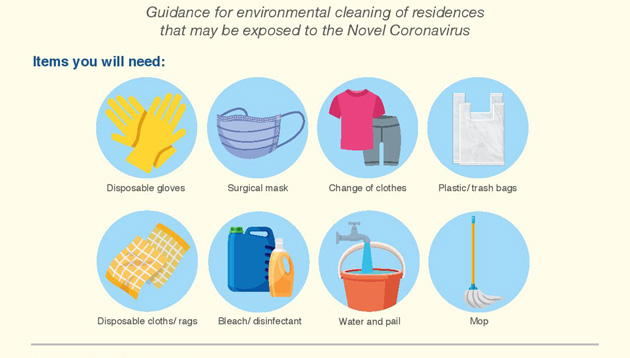 Guidance for environmental cleaning of residences
that may be exposed to the Novel Coronavirus
Items you will need:
Disposable gloves
Surgical mask
Change of clothes
Plastic/ trash bags
Disposable cloths/ rags
Bleach/ disinfectant
Water and pail
Mop